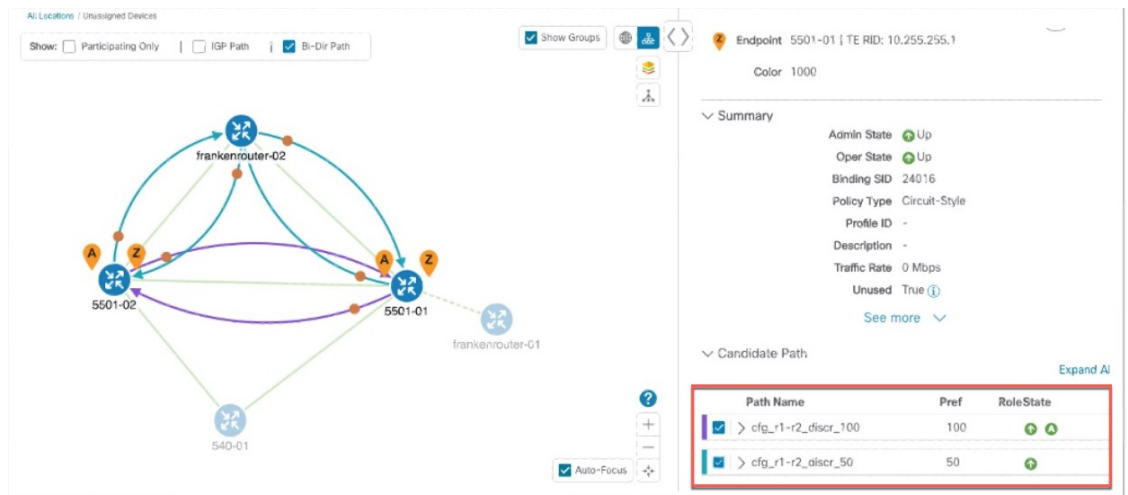 All Locations / Unassigned Devices
Show: Participating Only | IGP Path | Bi-Dir Path
Show Groups
frankenrouter-02
A Z
5501-02
A Z
5501-01
frankenrouter-01
540-01
?
Auto-Focus
Z Endpoint 5501-01 | TE RID: 10.255.255.1
Color 1000
Summary
Admin State Up
Oper State Up
Binding SID 24016
Policy Type Circuit-Style
Profile ID -
Description -
Traffic Rate 0 Mbps
Unused True
See more
Candidate Path
Expand Al
Path Name Pref RoleState
cfg_r1-r2_discr_100 100 A
cfg_r1-r2_discr_50 50